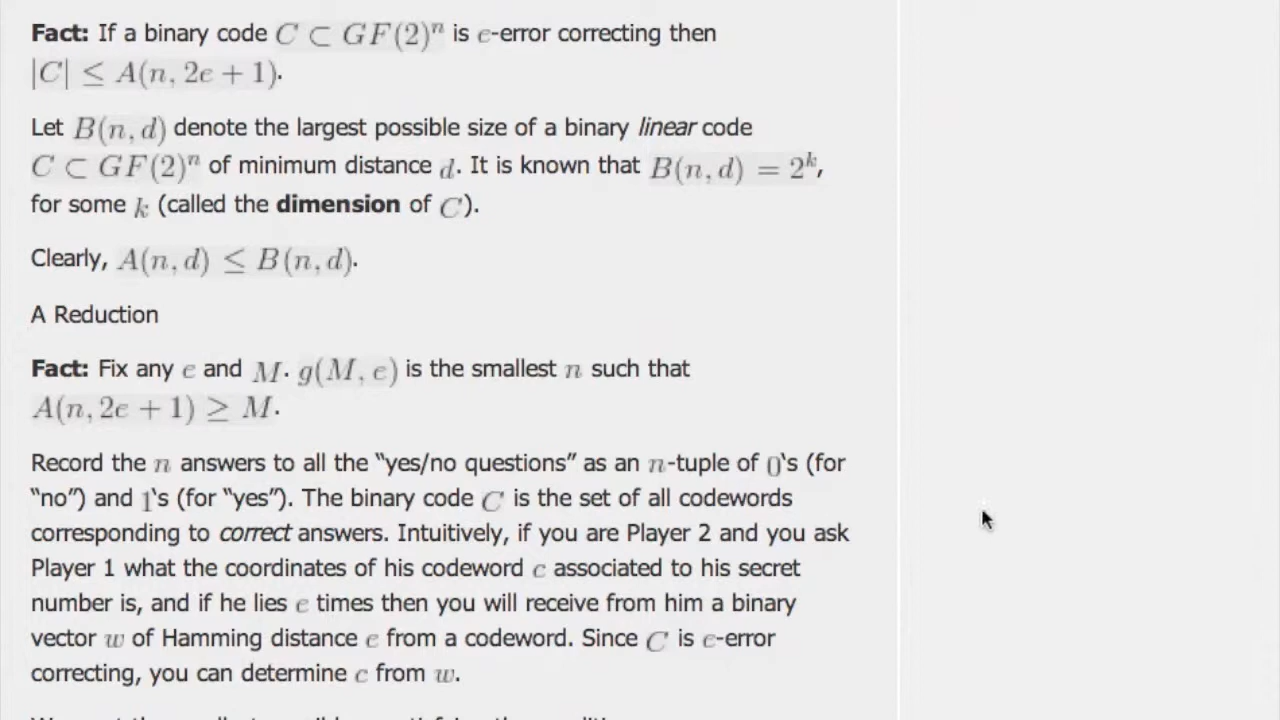 Fact: If a binary code C ⊂ GF(2)ⁿ is e-error correcting then
|C| ≤ A(n, 2e + 1).
Let B(n, d) denote the largest possible size of a binary linear code
C ⊂ GF(2)ⁿ of minimum distance d. It is known that B(n, d) = 2ᵏ,
for some k (called the dimension of C).
Clearly, A(n, d) ≤ B(n, d).
A Reduction
Fact: Fix any e and M. g(M, e) is the smallest n such that
A(n, 2e + 1) ≥ M.
Record the n answers to all the “yes/no questions” as an n-tuple of 0‘s (for
“no”) and 1‘s (for “yes”). The binary code C is the set of all codewords
corresponding to correct answers. Intuitively, if you are Player 2 and you ask
Player 1 what the coordinates of his codeword c associated to his secret
number is, and if he lies e times then you will receive from him a binary
vector w of Hamming distance e from a codeword. Since C is e-error
correcting, you can determine c from w.